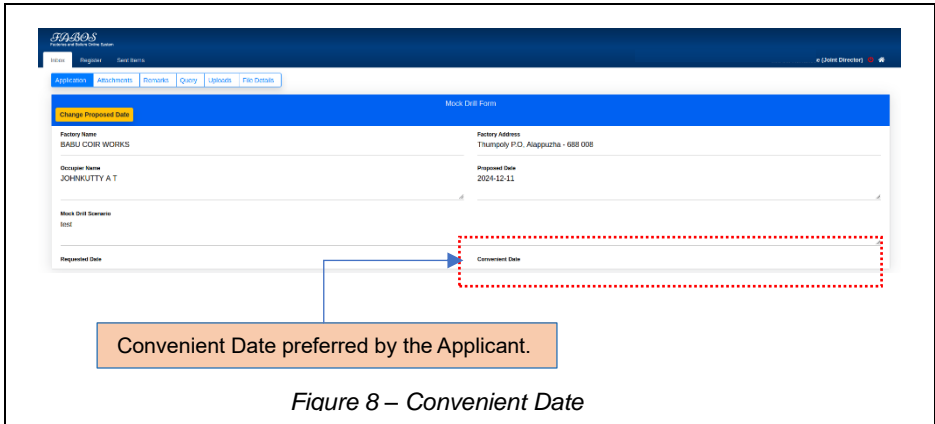 FABOS
Factories and Boilers Online System
Inbox Register Sent Items
e (Joint Director)
Application Attachments Remarks Query Uploads File Details
Mock Drill Form
Change Proposed Date
Factory Name Factory Address
BABU COIR WORKS Thumpoly P.O. Alappuzha - 688 008
Occupier Name Proposed Date
JOHNKUTTY A T 2024-12-11
Mock Drill Scenario
test
Requested Date Convenient Date
Convenient Date preferred by the Applicant.
Figure 8 – Convenient Date